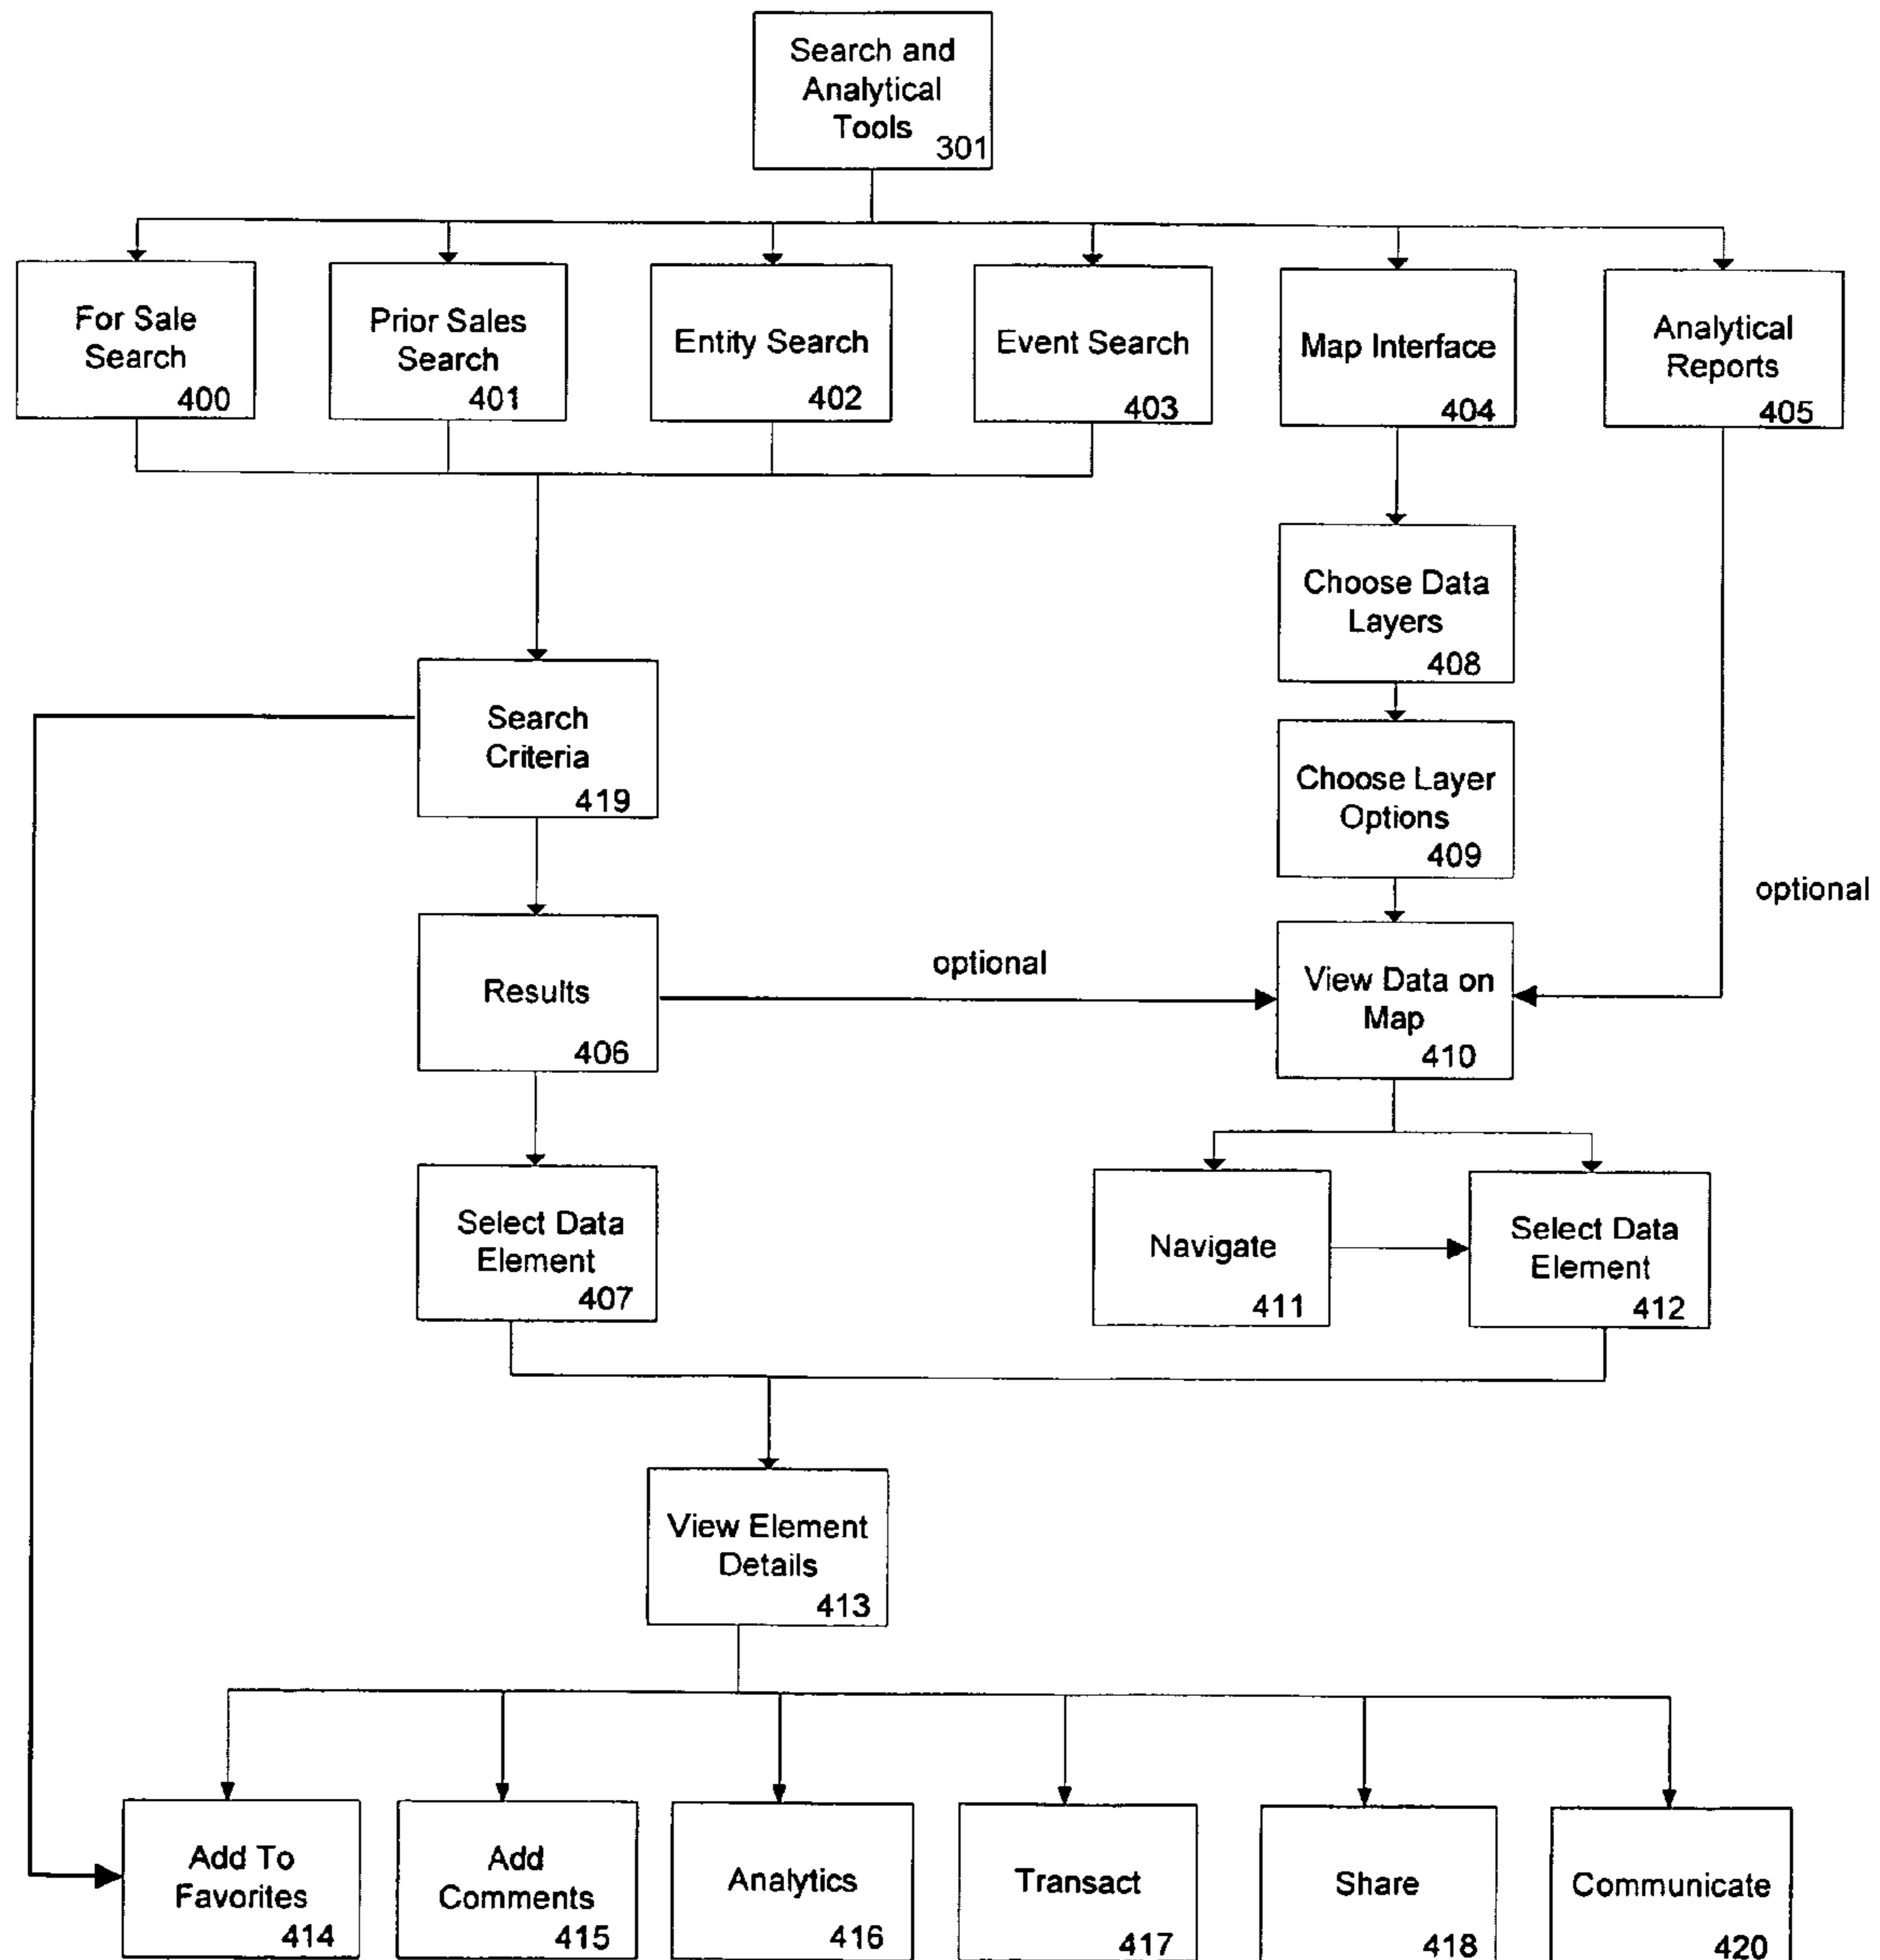 Search and
Analytical
Tools
301
For Sale
Search
400
Prior Sales
Search
401
Entity Search
402
Event Search
403
Map Interface
404
Analytical
Reports
405
Choose Data
Layers
408
Search
Criteria
419
Choose Layer
Options
409
optional
Results
406
optional
View Data on
Map
410
Select Data
Element
407
Navigate
411
Select Data
Element
412
View Element
Details
413
Add To
Favorites
414
Add
Comments
415
Analytics
416
Transact
417
Share
418
Communicate
420